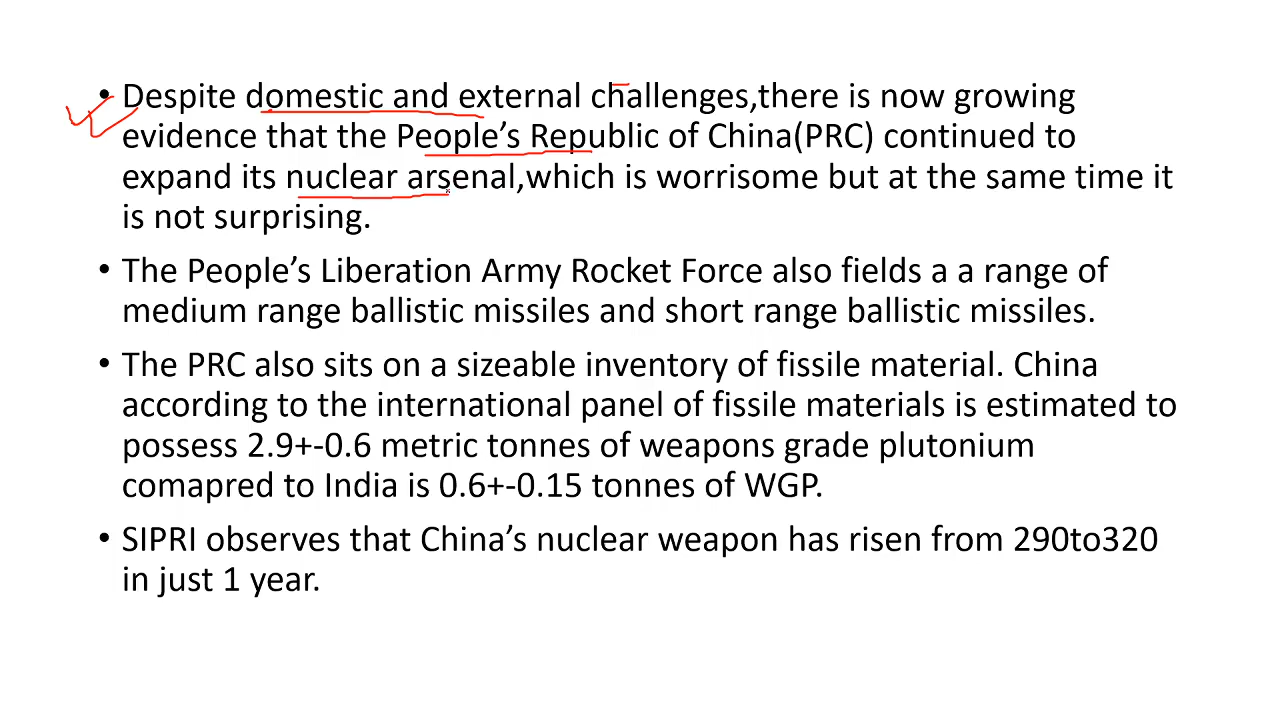 • Despite domestic and external challenges,there is now growing
evidence that the People’s Republic of China(PRC) continued to
expand its nuclear arsenal,which is worrisome but at the same time it
is not surprising.
• The People’s Liberation Army Rocket Force also fields a a range of
medium range ballistic missiles and short range ballistic missiles.
• The PRC also sits on a sizeable inventory of fissile material. China
according to the international panel of fissile materials is estimated to
possess 2.9+-0.6 metric tonnes of weapons grade plutonium
comapred to India is 0.6+-0.15 tonnes of WGP.
• SIPRI observes that China’s nuclear weapon has risen from 290to320
in just 1 year.